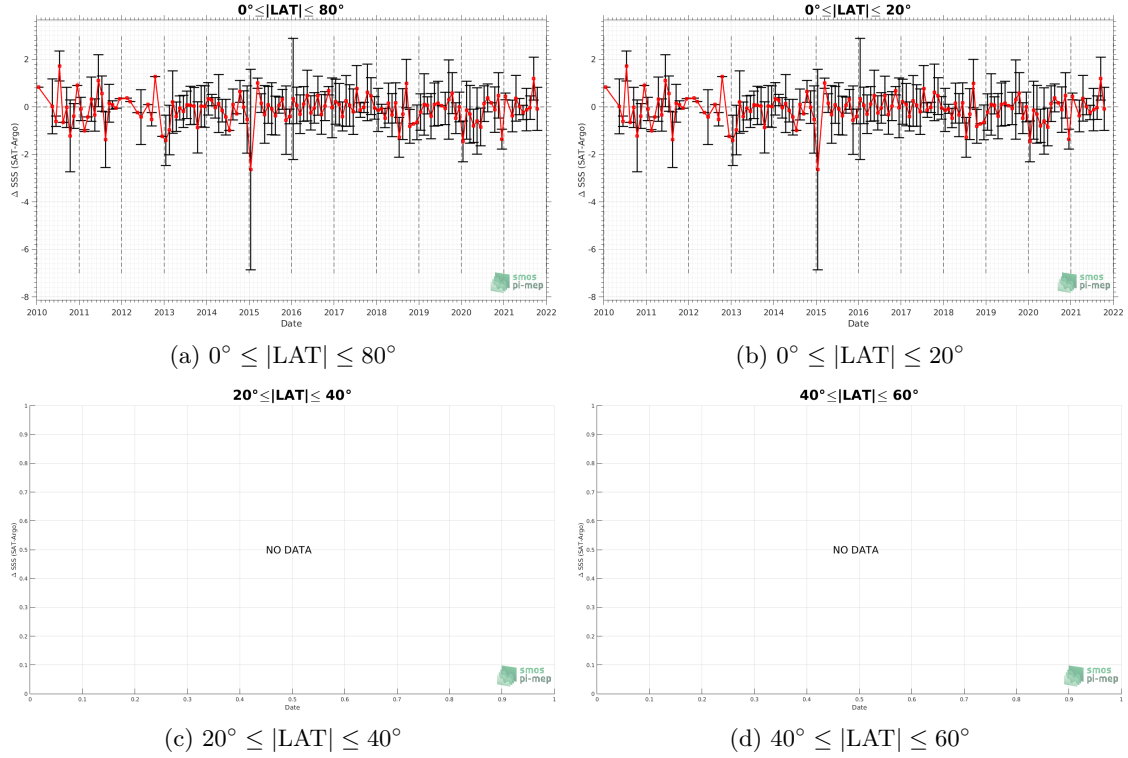 0°≤|LAT|≤ 80°
Δ SSS (SAT-Argo)
2
0
-2
-4
-6
-8
2010 2011 2012 2013 2014 2015 2016 2017 2018 2019 2020 2021 2022
Date
smos
pi-mep
(a) 0° ≤ |LAT| ≤ 80°
0°≤|LAT|≤ 20°
Δ SSS (SAT-Argo)
2
0
-2
-4
-6
-8
2010 2011 2012 2013 2014 2015 2016 2017 2018 2019 2020 2021 2022
Date
smos
pi-mep
(b) 0° ≤ |LAT| ≤ 20°
20°≤|LAT|≤ 40°
Δ SSS (SAT-Argo)
1
0.9
0.8
0.7
0.6
0.5
0.4
0.3
0.2
0.1
0
NO DATA
0 0.1 0.2 0.3 0.4 0.5 0.6 0.7 0.8 0.9 1
Date
smos
pi-mep
(c) 20° ≤ |LAT| ≤ 40°
40°≤|LAT|≤ 60°
Δ SSS (SAT-Argo)
1
0.9
0.8
0.7
0.6
0.5
0.4
0.3
0.2
0.1
0
NO DATA
0 0.1 0.2 0.3 0.4 0.5 0.6 0.7 0.8 0.9 1
Date
smos
pi-mep
(d) 40° ≤ |LAT| ≤ 60°